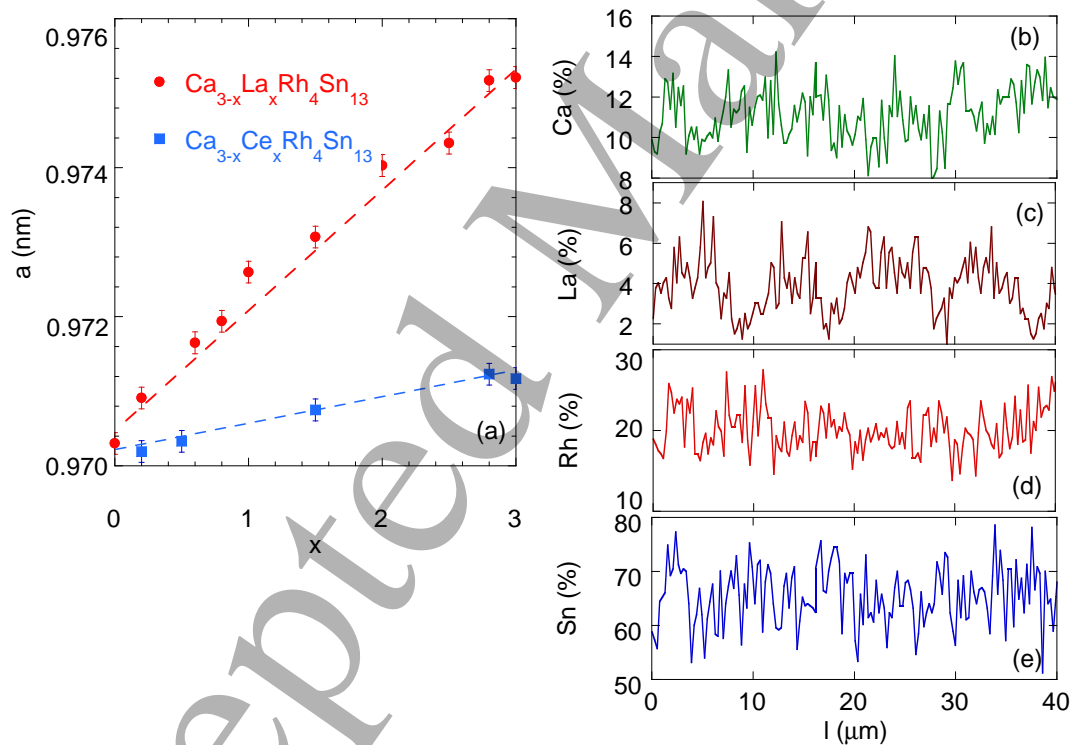 0.976
0.974
0.972
0.970
a (nm)
Ca3-xLaxRh4Sn13
Ca3-xCexRh4Sn13
(a)
0 1 2 3
x
16
14
12
10
8
Ca (%)
(b)
8
6
4
2
La (%)
(c)
30
20
10
Rh (%)
(d)
80
70
60
50
Sn (%)
(e)
0 10 20 30 40
l (μm)
epted Ma